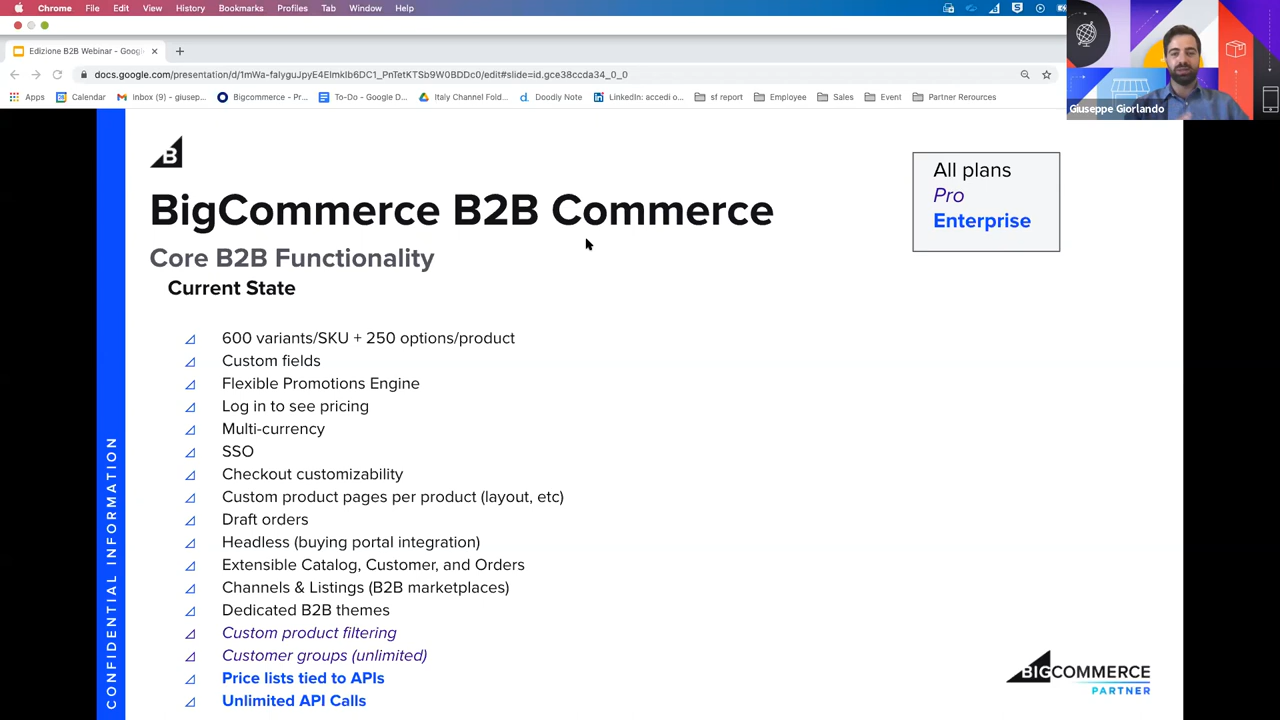 Chrome File Edit View History Bookmarks Profiles Tab Window Help
Edizione B2B Webinar - Googl
docs.google.com/presentation/d/1mWa-falyguJpyE4EImkIb6DC1_PnTetKTSb9W0BDDc0/edit#slide=id.gce38ccda34_0_0
Apps Calendar Inbox (9) - giusep... Bigcommerce - Pr... To-Do - Google D... Italy Channel Fold... Doodly Note LinkedIn: accedi o... sf report Employee Sales Event Partner Rerources
Giuseppe Giorlando
B
BigCommerce B2B Commerce
Core B2B Functionality
Current State
All plans
Pro
Enterprise
600 variants/SKU + 250 options/product
Custom fields
Flexible Promotions Engine
Log in to see pricing
Multi-currency
SSO
Checkout customizability
Custom product pages per product (layout, etc)
Draft orders
Headless (buying portal integration)
Extensible Catalog, Customer, and Orders
Channels & Listings (B2B marketplaces)
Dedicated B2B themes
Custom product filtering
Customer groups (unlimited)
Price lists tied to APIs
Unlimited API Calls
CONFIDENTIAL INFORMATION
BIGCOMMERCE
PARTNER